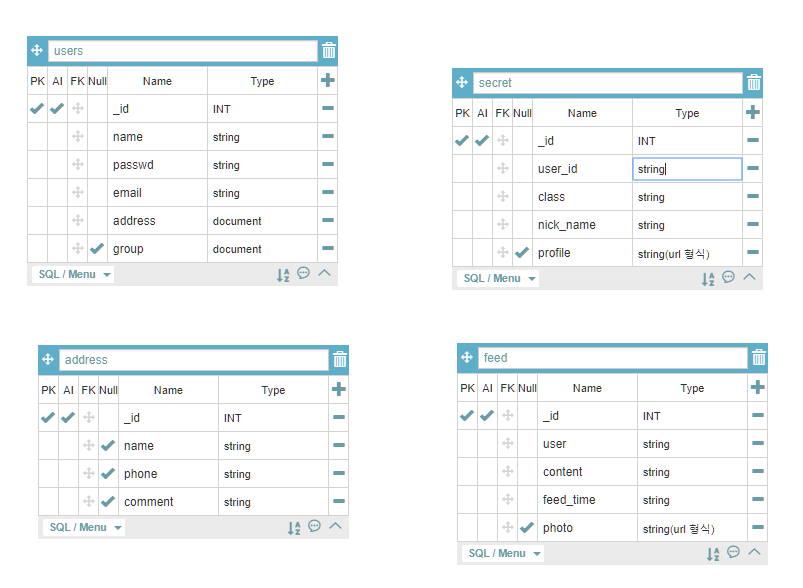 users
PK AI FK Null Name Type
_id INT
name string
passwd string
email string
address document
group document
SQL / Menu
secret
PK AI FK Null Name Type
_id INT
user_id string
class string
nick_name string
profile string(url 형식)
SQL / Menu
address
PK AI FK Null Name Type
_id INT
name string
phone string
comment string
SQL / Menu
feed
PK AI FK Null Name Type
_id INT
user string
content string
feed_time string
photo string(url 형식)
SQL / Menu